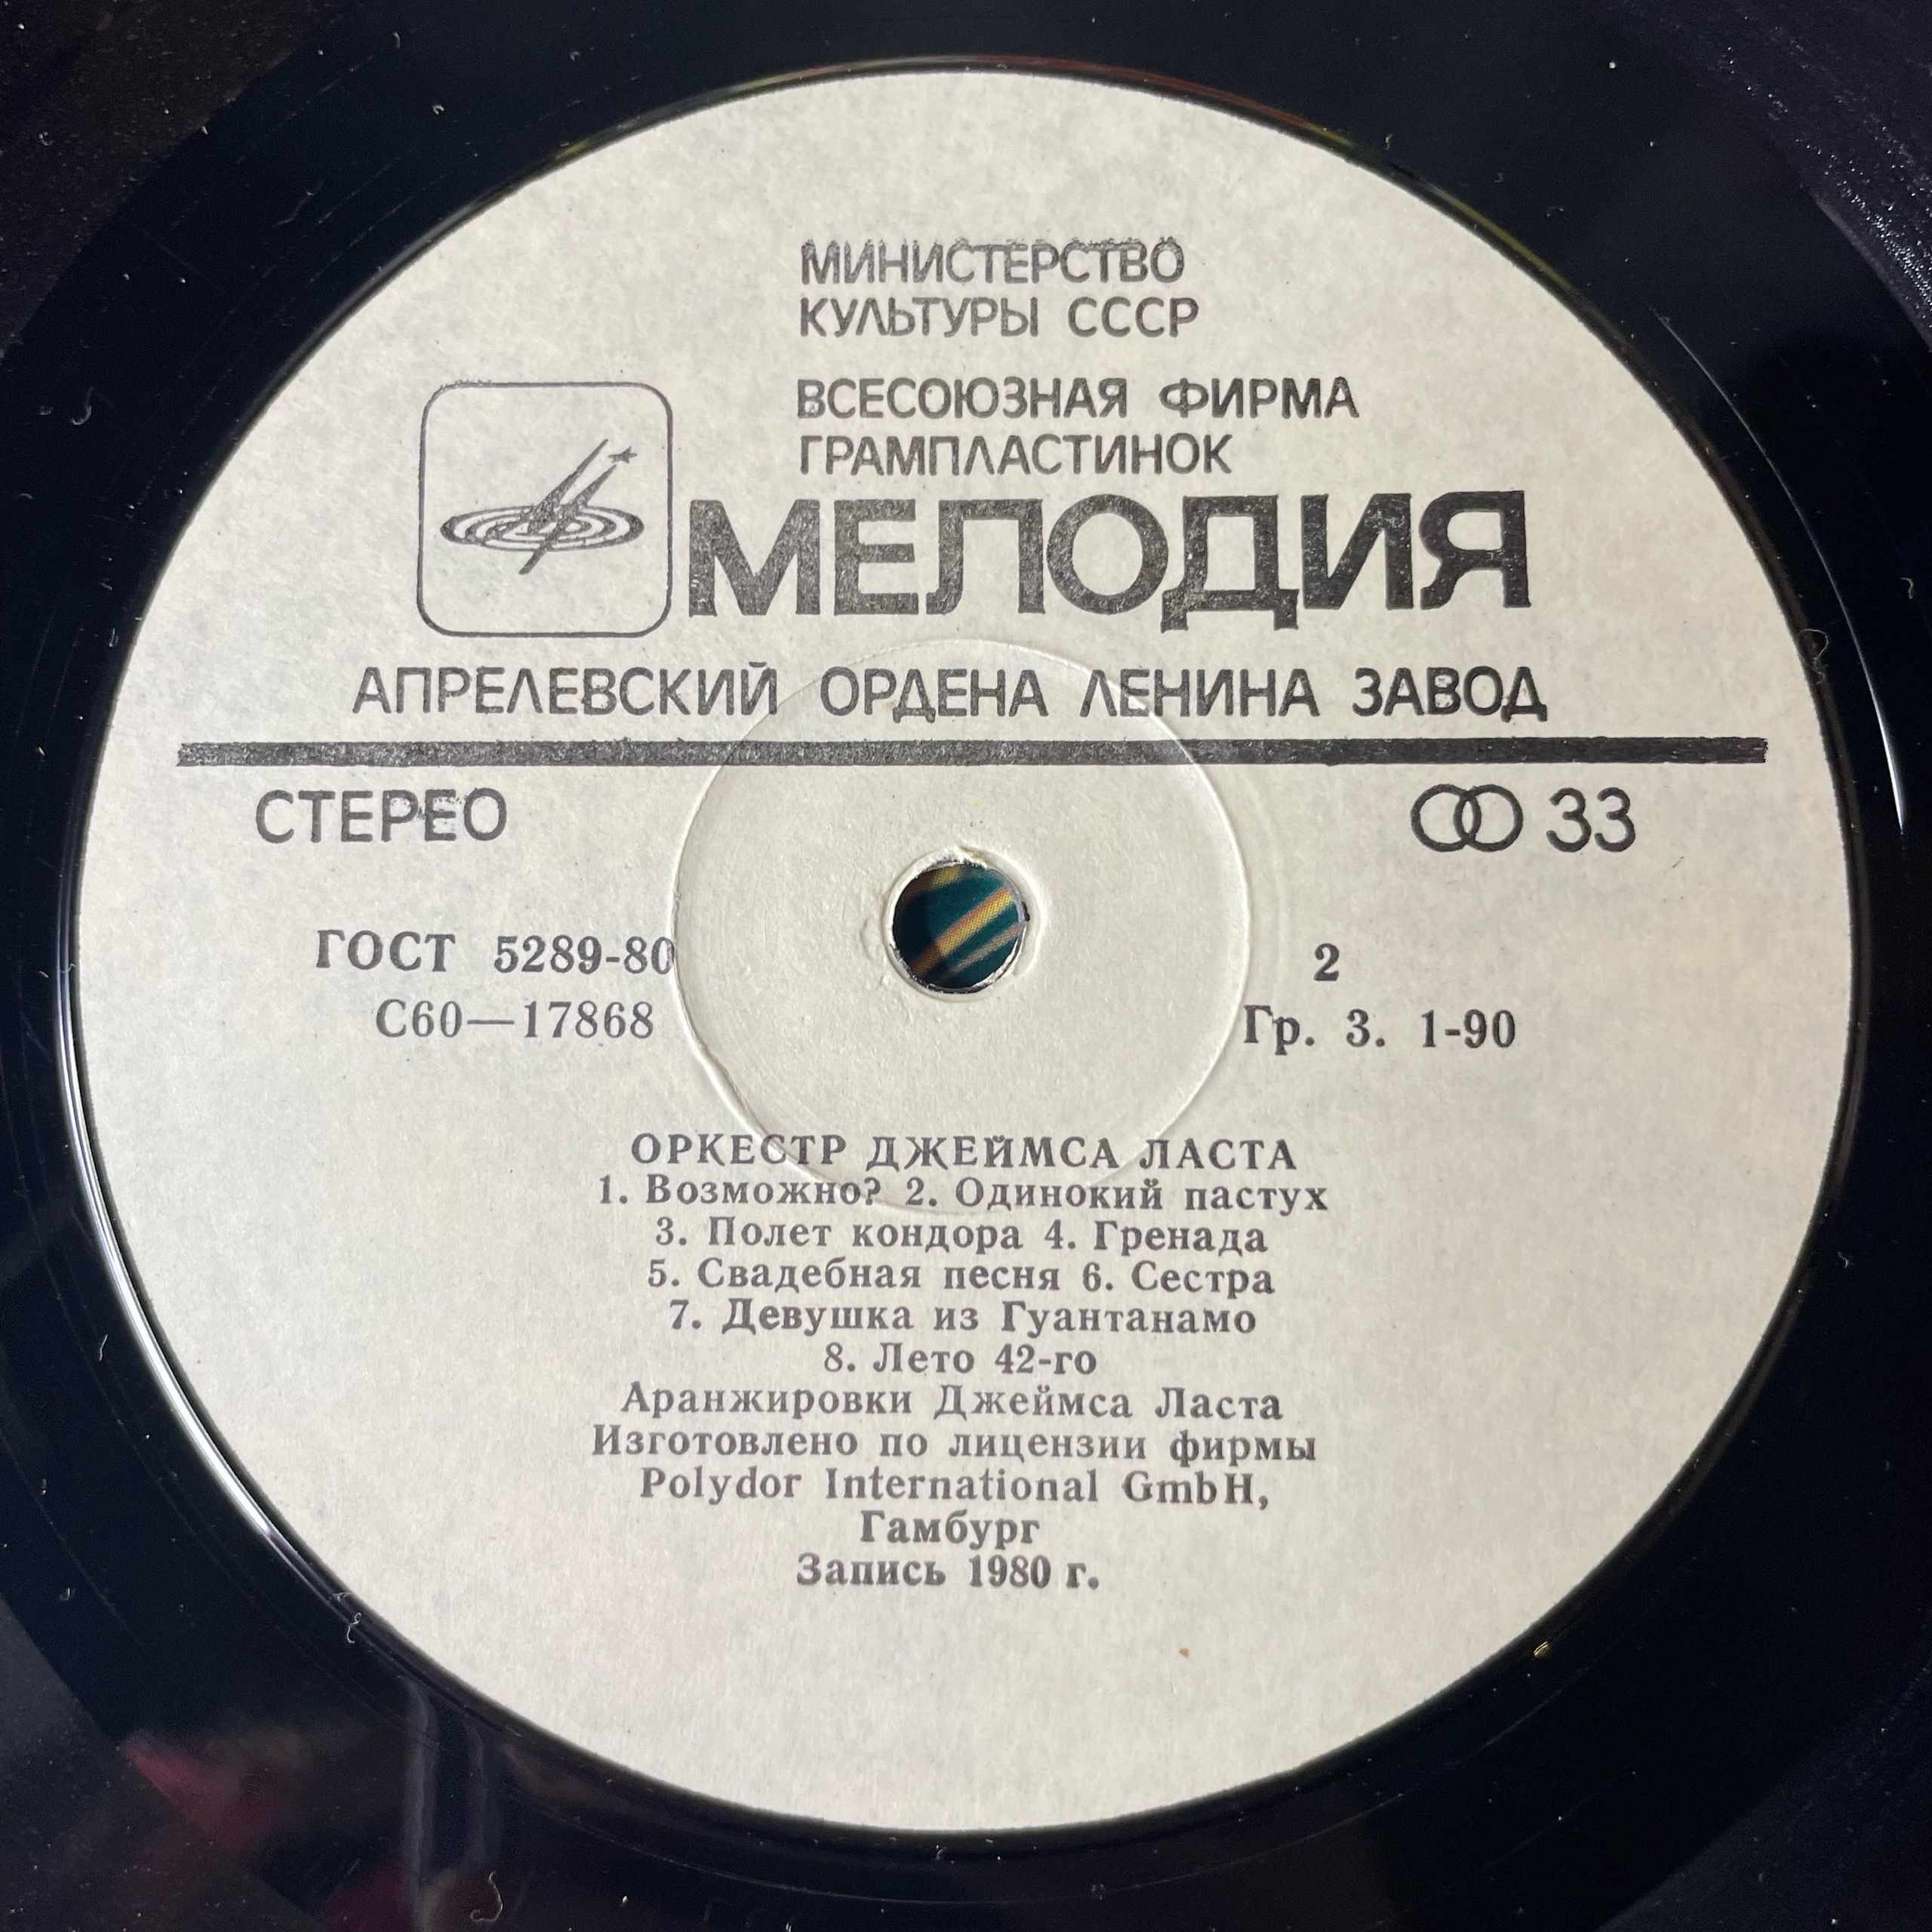 МИНИСТЕРСТВО
КУЛЬТУРЫ СССР
ВСЕСОЮЗНАЯ ФИРМА
ГРАМПЛАСТИНОК
МЕЛОДИЯ
АПРЕЛЕВСКИЙ ОРДЕНА ЛЕНИНА ЗАВОД
СТЕРЕО
33
ГОСТ 5289-80
2
С60—17868
Гр. 3. 1-90
ОРКЕСТР ДЖЕЙМСА ЛАСТА
1. Возможно? 2. Одинокий пастух
3. Полет кондора 4. Гренада
5. Свадебная песня 6. Сестра
7. Девушка из Гуантанамо
8. Лето 42-го
Аранжировки Джеймса Ласта
Изготовлено по лицензии фирмы
Polydor International GmbH,
Гамбург
Запись 1980 г.